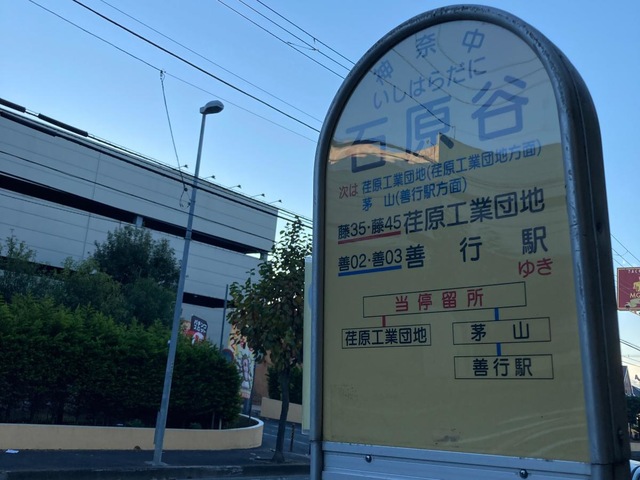 神奈中
いしはらだに
石原谷
次は 荏原工業団地(荏原工業団地方面)
茅 山(善行駅方面)
藤35・藤45 荏原工業団地
善02・善03 善 行 駅
ゆき
当停留所
荏原工業団地
茅 山
善行駅